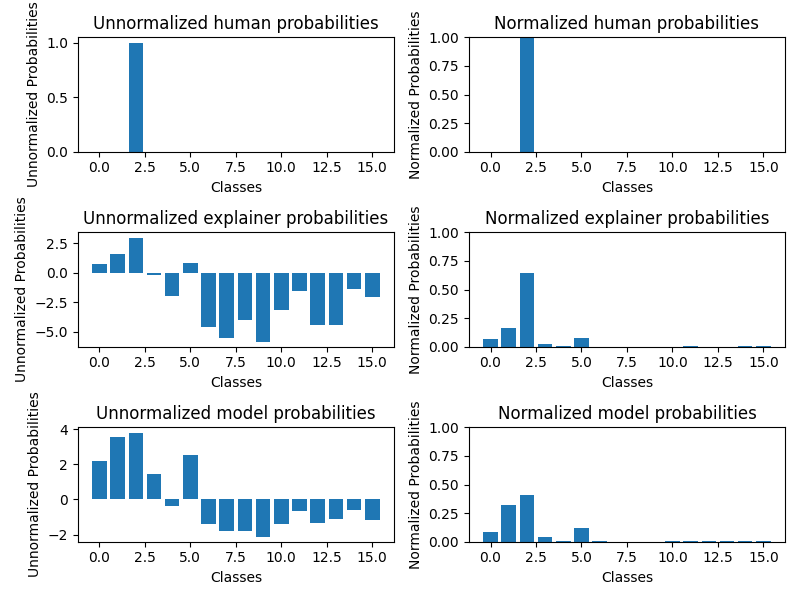 Unnormalized human probabilities
Unnormalized Probabilities
1.0
0.5
0.0
0.0 2.5 5.0 7.5 10.0 12.5 15.0
Classes
Normalized human probabilities
Normalized Probabilities
1.00
0.75
0.50
0.25
0.00
0.0 2.5 5.0 7.5 10.0 12.5 15.0
Classes
Unnormalized explainer probabilities
Unnormalized Probabilities
2.5
0.0
−2.5
−5.0
0.0 2.5 5.0 7.5 10.0 12.5 15.0
Classes
Normalized explainer probabilities
Normalized Probabilities
1.00
0.75
0.50
0.25
0.00
0.0 2.5 5.0 7.5 10.0 12.5 15.0
Classes
Unnormalized model probabilities
Unnormalized Probabilities
4
2
0
−2
0.0 2.5 5.0 7.5 10.0 12.5 15.0
Classes
Normalized model probabilities
Normalized Probabilities
1.00
0.75
0.50
0.25
0.00
0.0 2.5 5.0 7.5 10.0 12.5 15.0
Classes